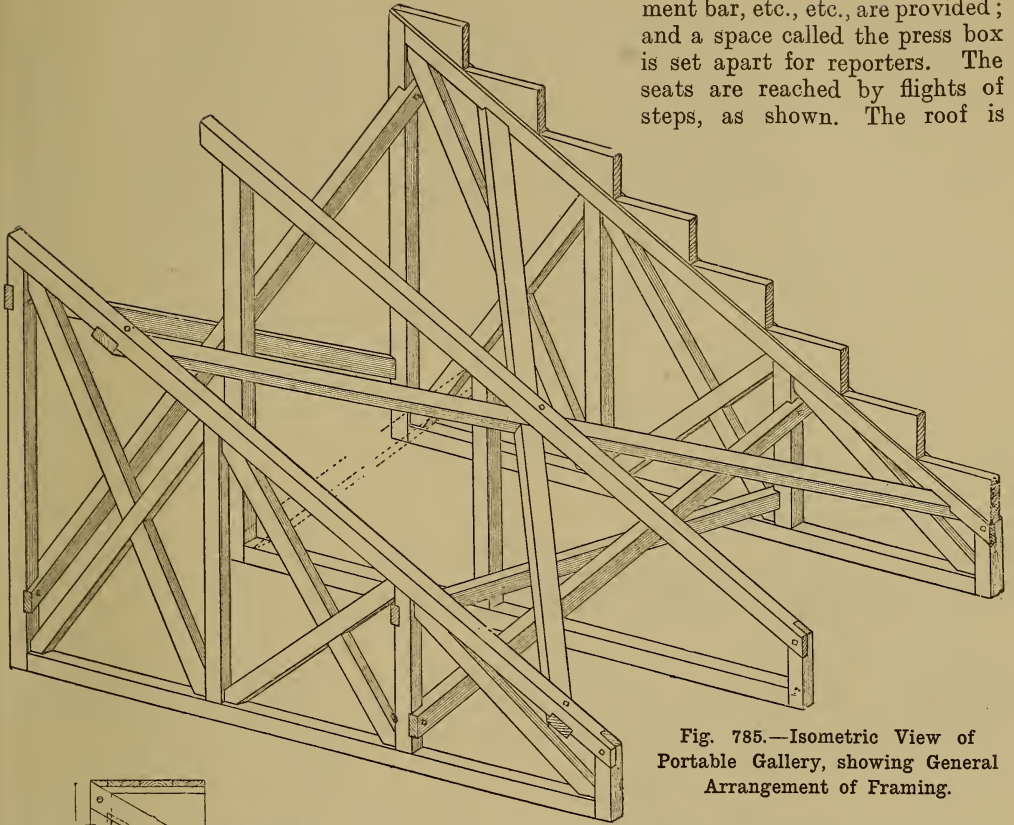 ment bar, etc., etc., are provided ;
and a space called the press box
is set apart for reporters. The
seats are reached by flights of
steps, as shown. The roof is
Fig. 785.—Isometric View of
Portable Gallery, showing General
Arrangement of Framing.